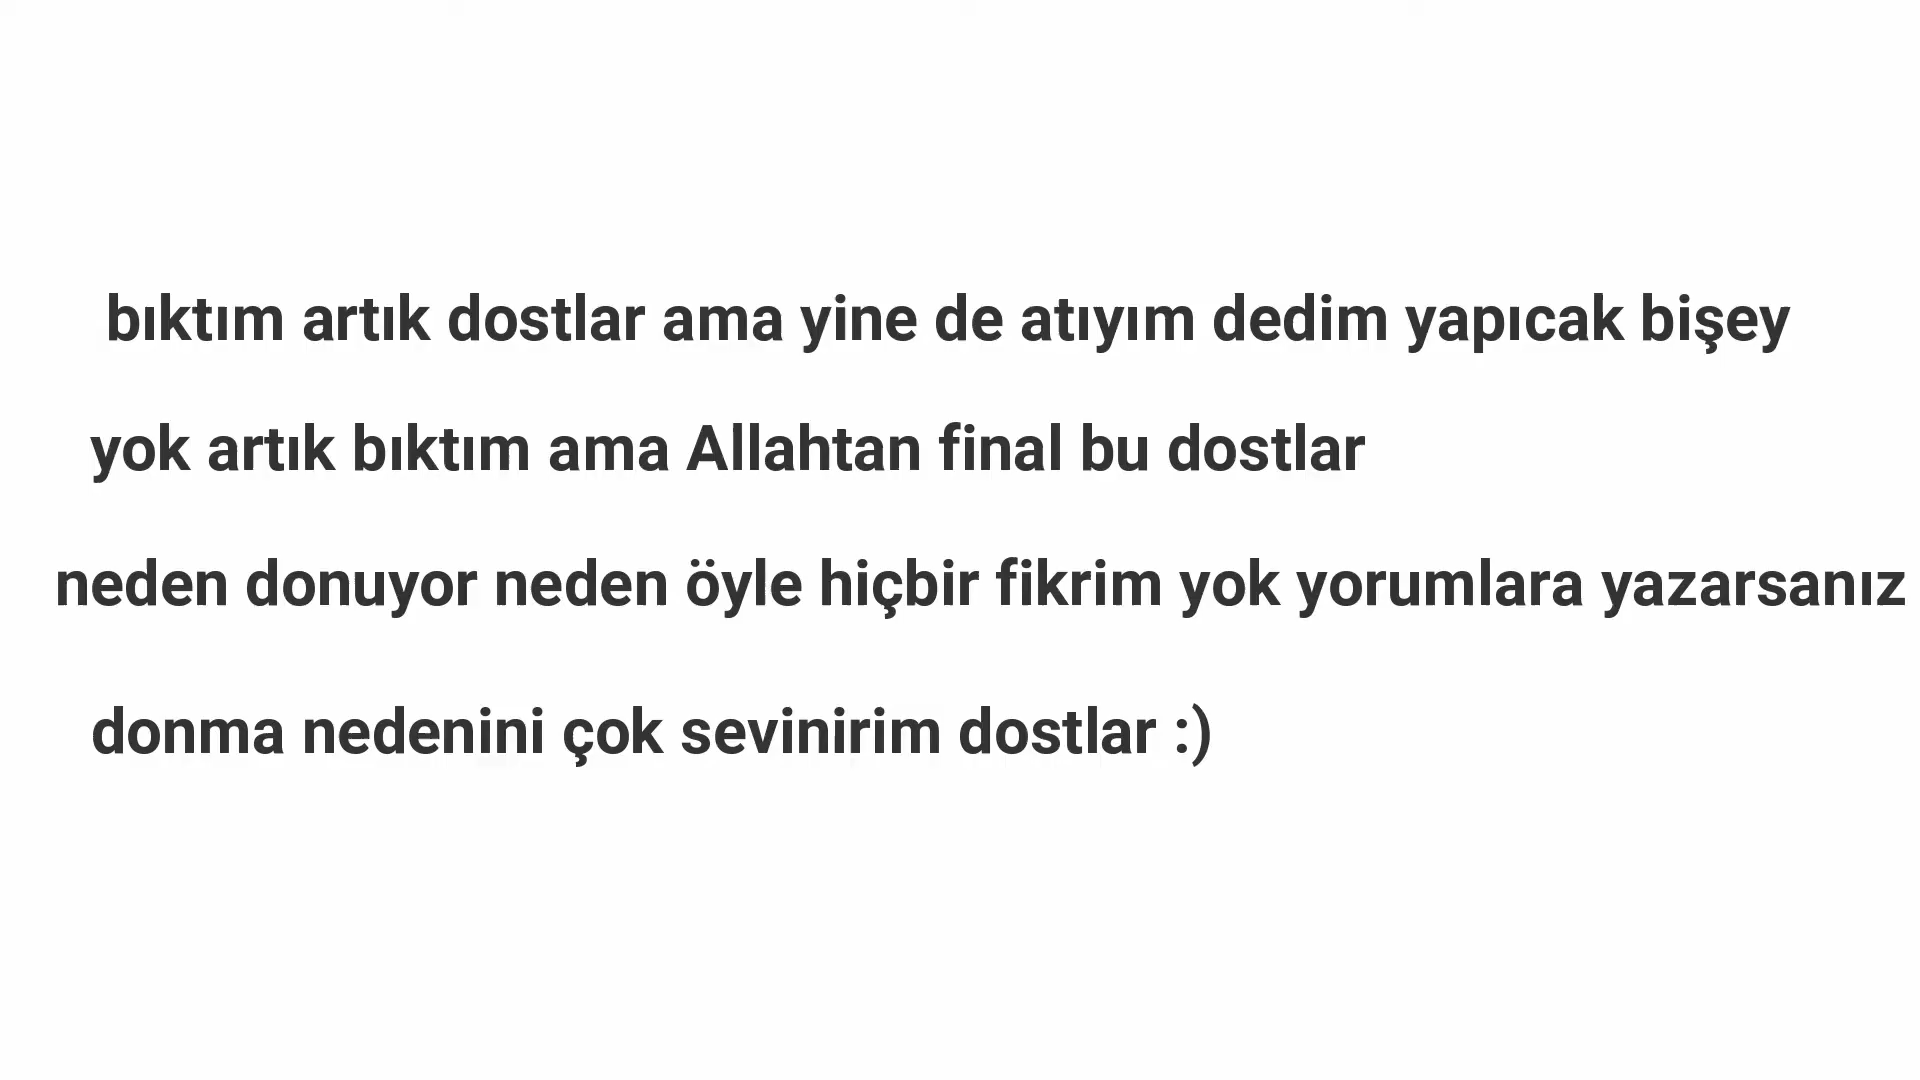 bıktım artık dostlar ama yine de atıyım dedim yapıcak bişey
yok artık bıktım ama Allahtan final bu dostlar
neden donuyor neden öyle hiçbir fikrim yok yorumlara yazarsanız
donma nedenini çok sevinirim dostlar :)